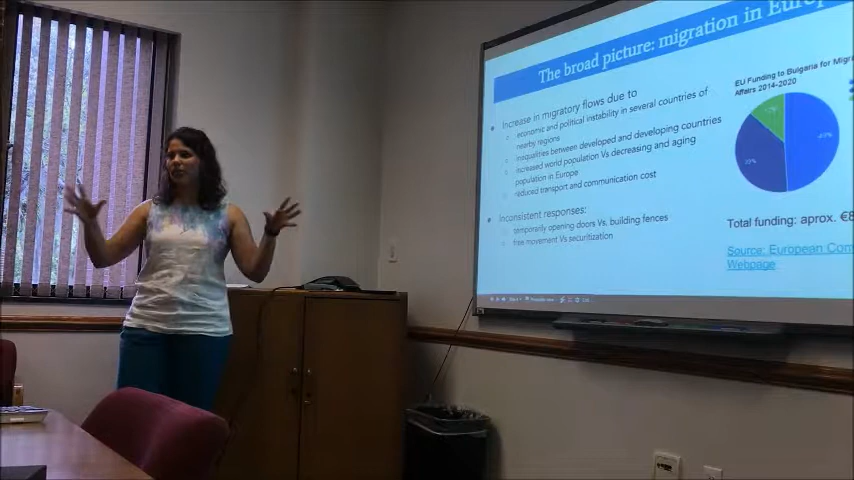 The broad picture: migration in Europe
Increase in migratory flows due to
economic and political instability in several countries of
nearby regions
inequalities between developed and developing countries
increased world population Vs decreasing and aging
population in Europe
reduced transport and communication cost
Inconsistent responses:
temporarily opening doors Vs. building fences
free movement Vs securitization
EU Funding to Bulgaria for Migr
Affairs 2014-2020
Total funding: aprox. €8
Source: European Com
Webpage